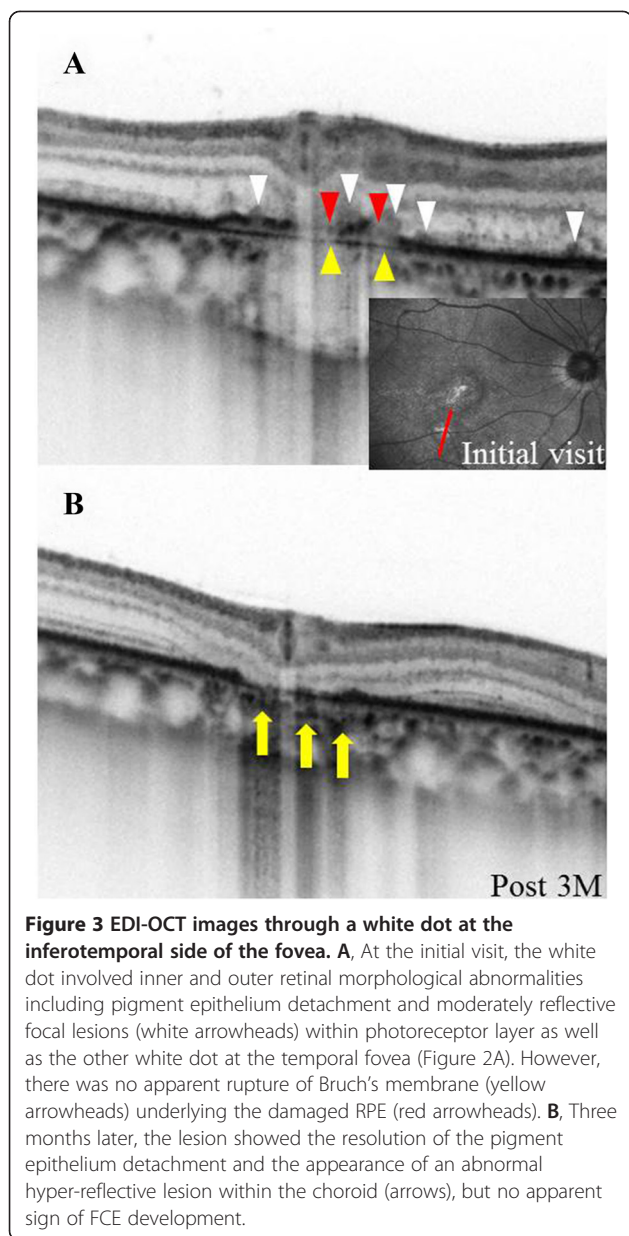 A
Initial visit
B
Post 3M
Figure 3 EDI-OCT images through a white dot at the
inferotemporal side of the fovea. A, At the initial visit, the white
dot involved inner and outer retinal morphological abnormalities
including pigment epithelium detachment and moderately reflective
focal lesions (white arrowheads) within photoreceptor layer as well
as the other white dot at the temporal fovea (Figure 2A). However,
there was no apparent rupture of Bruch's membrane (yellow
arrowheads) underlying the damaged RPE (red arrowheads). B, Three
months later, the lesion showed the resolution of the pigment
epithelium detachment and the appearance of an abnormal
hyper-reflective lesion within the choroid (arrows), but no apparent
sign of FCE development.